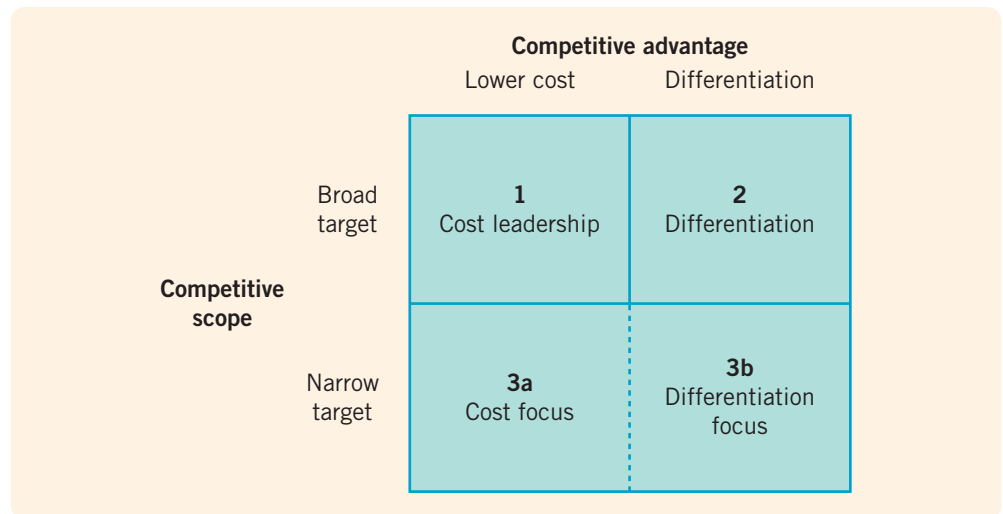 Competitive advantage
Lower cost
Differentiation
Broad
target
1
Cost leadership
2
Differentiation
Competitive
scope
Narrow
target
3a
Cost focus
3b
Differentiation
focus